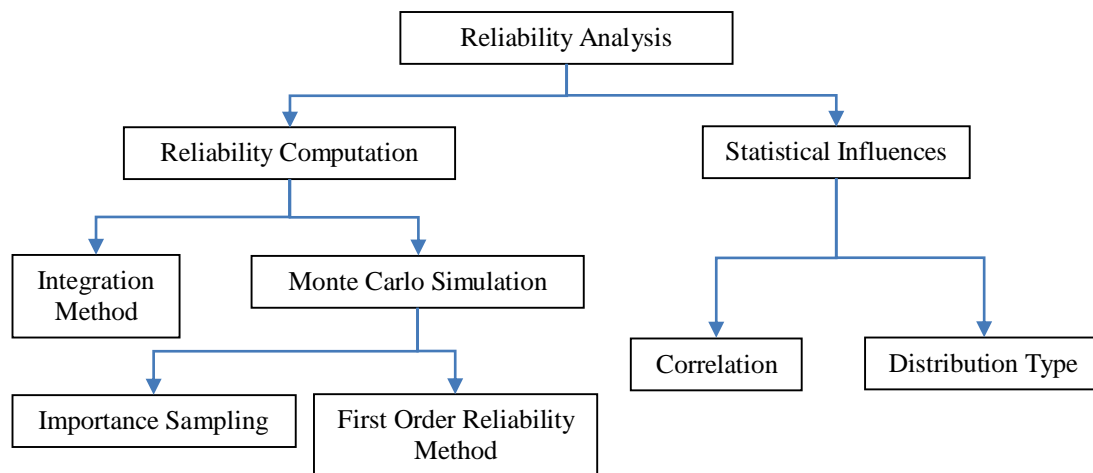 Reliability Analysis
Reliability Computation
Statistical Influences
Integration
Method
Monte Carlo Simulation
Correlation
Distribution Type
Importance Sampling
First Order Reliability
Method